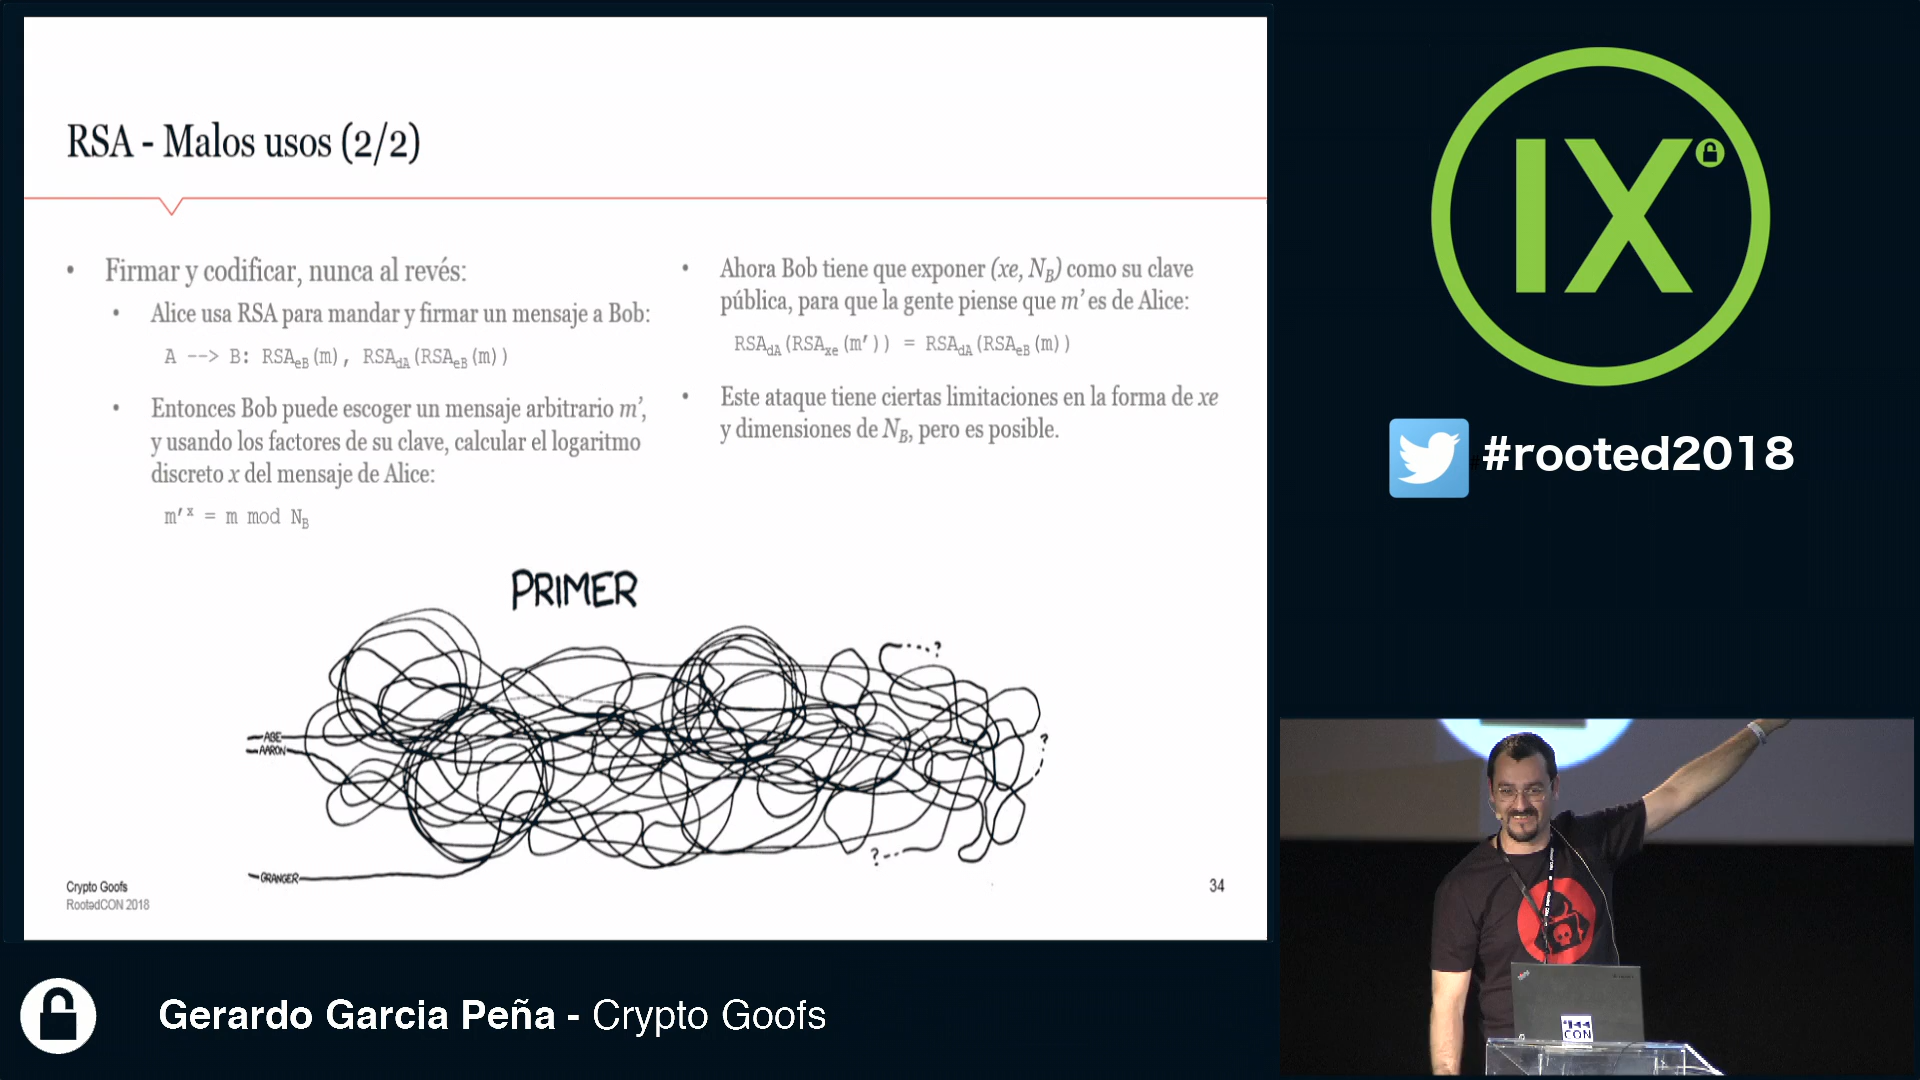 RSA - Malos usos (2/2)
• Firmar y codificar, nunca al revés:
• Alice usa RSA para mandar y firmar un mensaje a Bob:
A --> B: RSAeB(m), RSAdA(RSAeB(m))
• Entonces Bob puede escoger un mensaje arbitrario m’,
y usando los factores de su clave, calcular el logaritmo
discreto x del mensaje de Alice:
m’x = m mod NB
• Ahora Bob tiene que exponer (xe, NB) como su clave
pública, para que la gente piense que m’ es de Alice:
RSAdA(RSAxe(m’)) = RSAdA(RSAeB(m))
• Este ataque tiene ciertas limitaciones en la forma de xe
y dimensiones de NB, pero es posible.
PRIMER
ABE
AARON
GRANGER
?
?
?
Crypto Goofs
RootedCON 2018
34
IX
#rooted2018
CON
Gerardo Garcia Peña - Crypto Goofs